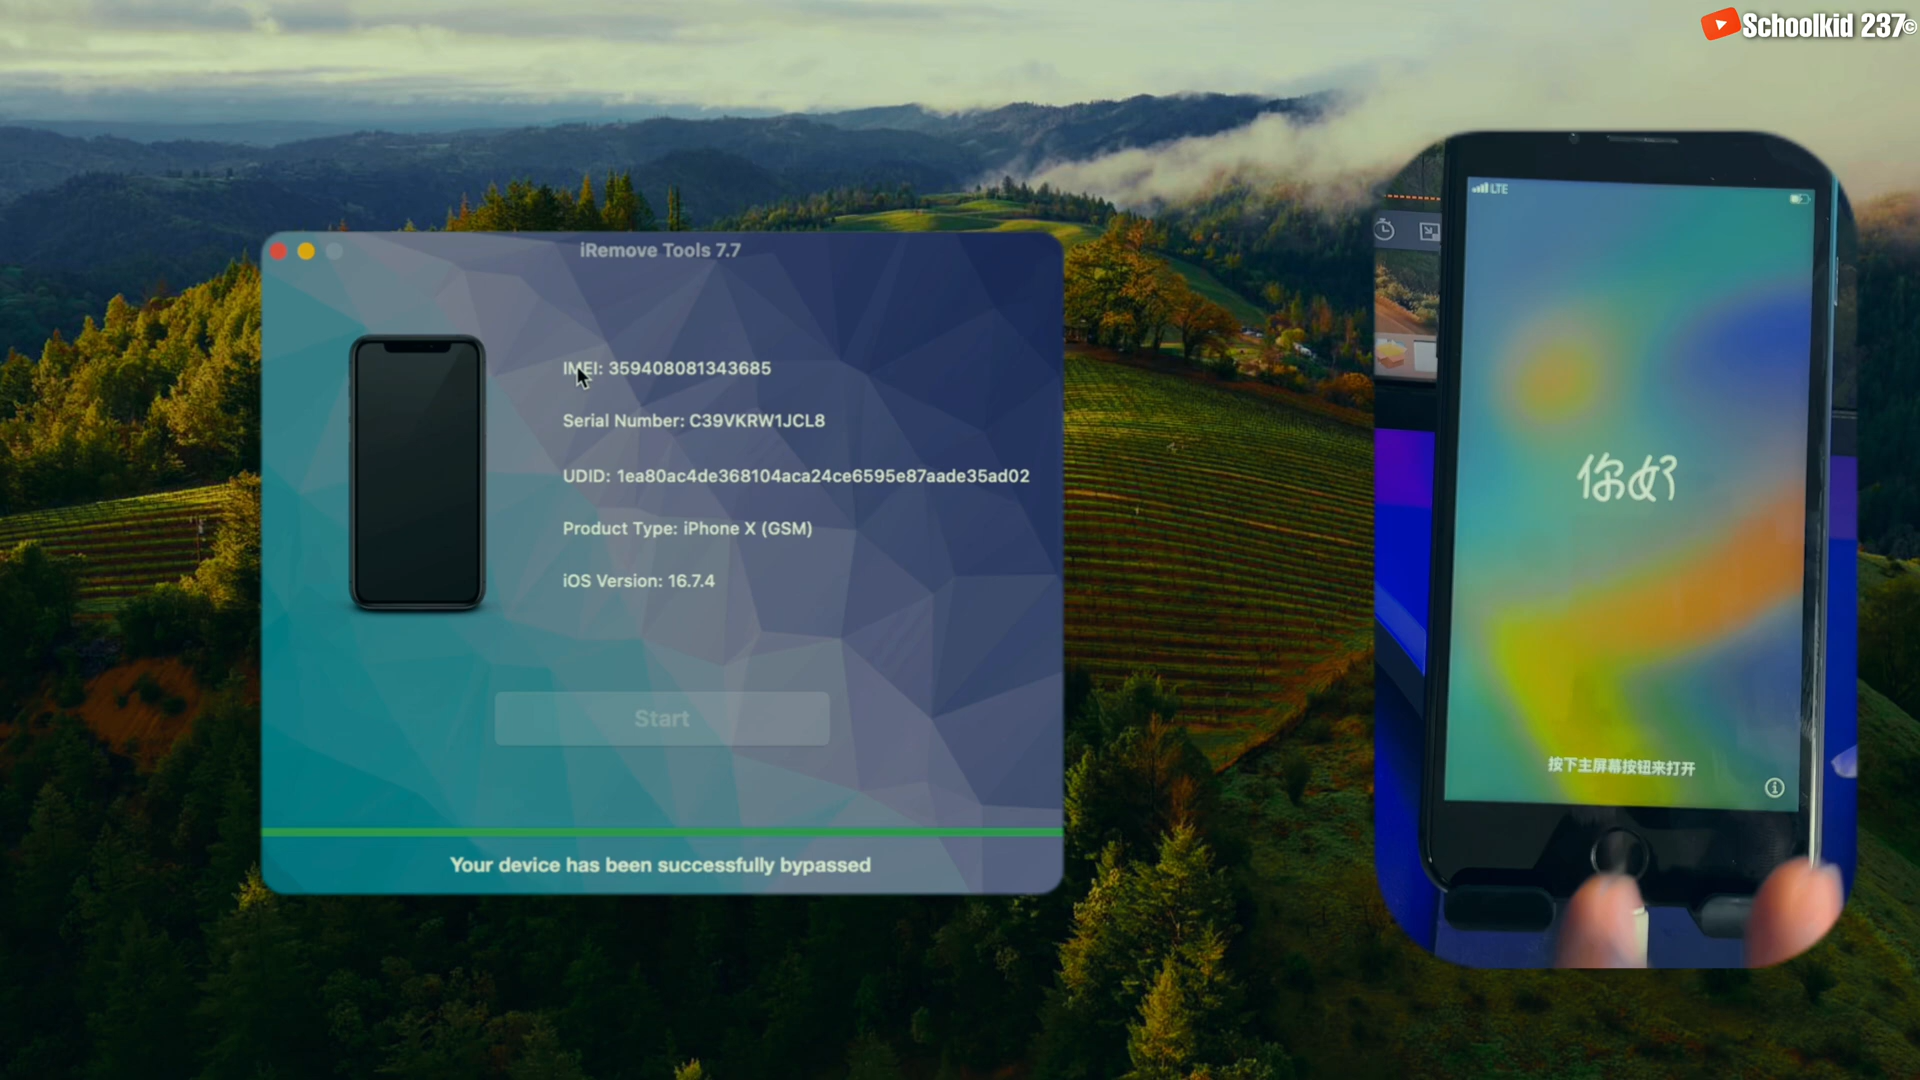 Schoolkid 237©
iRemove Tools 7.7
IMEI: 359408081343685
Serial Number: C39VKRW1JCL8
UDID: 1ea80ac4de368104aca24ce6595e87aade35ad02
Product Type: iPhone X (GSM)
iOS Version: 16.7.4
Start
Your device has been successfully bypassed
LTE
你好
按下主屏幕按钮来打开